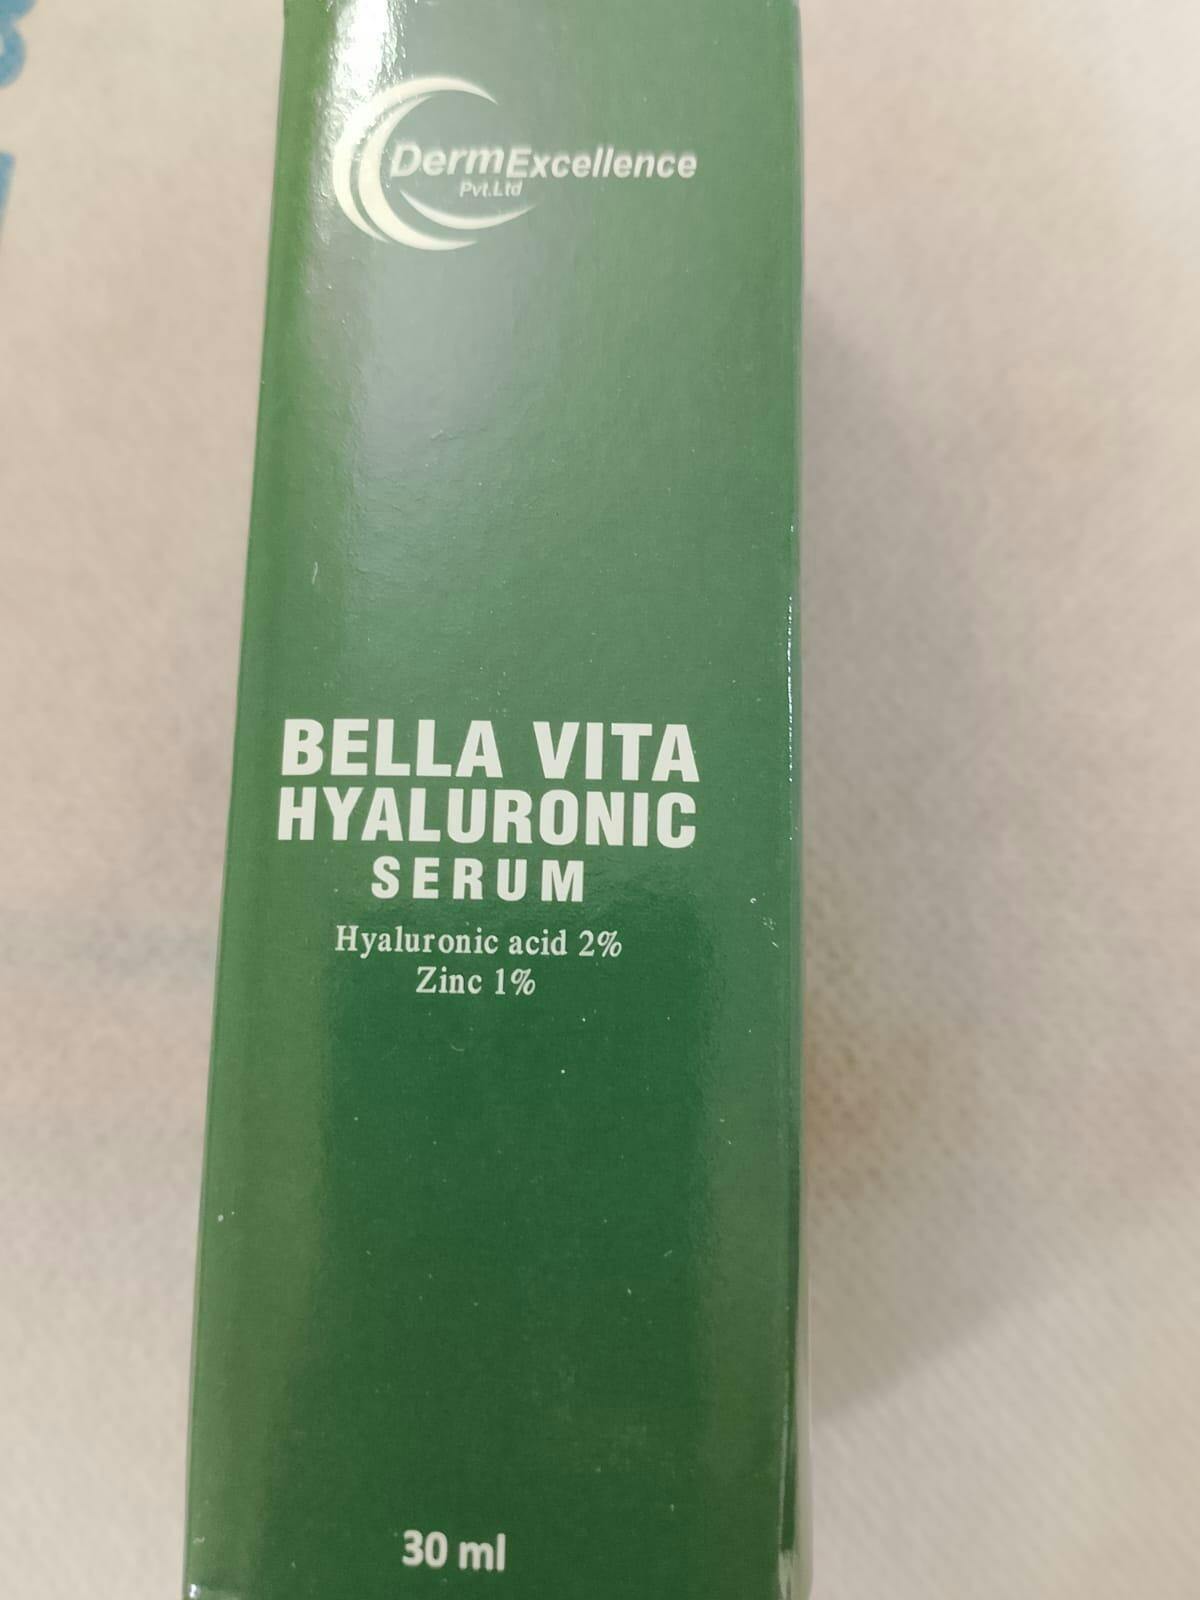 DermExcellence
Pvt.Ltd
BELLA VITA
HYALURONIC
SERUM
Hyaluronic acid 2%
Zinc 1%
30 ml